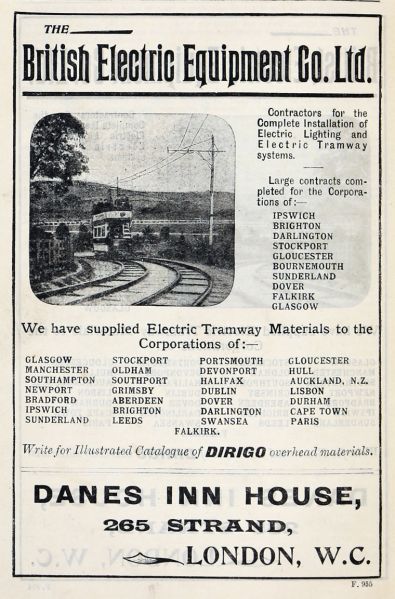 THE
British Electric Equipment Co. Ltd.
Contractors for the
Complete Installation of
Electric Lighting and
Electric Tramway
systems.
Large contracts com-
pleted for the Corpora-
tions of:—
IPSWICH
BRIGHTON
DARLINGTON
STOCKPORT
GLOUCESTER
BOURNEMOUTH
SUNDERLAND
DOVER
FALKIRK
GLASGOW
We have supplied Electric Tramway Materials to the
Corporations of:—
GLASGOW STOCKPORT PORTSMOUTH GLOUCESTER
MANCHESTER OLDHAM DEVONPORT HULL
SOUTHAMPTON SOUTHPORT HALIFAX AUCKLAND, N.Z.
NEWPORT GRIMSBY DUBLIN LISBON
BRADFORD ABERDEEN DOVER DURHAM
IPSWICH BRIGHTON DARLINGTON CAPE TOWN
SUNDERLAND LEEDS SWANSEA PARIS
FALKIRK.
Write for Illustrated Catalogue of DIRIGO overhead materials.
DANES INN HOUSE,
265 STRAND,
LONDON, W.C.
F. 955